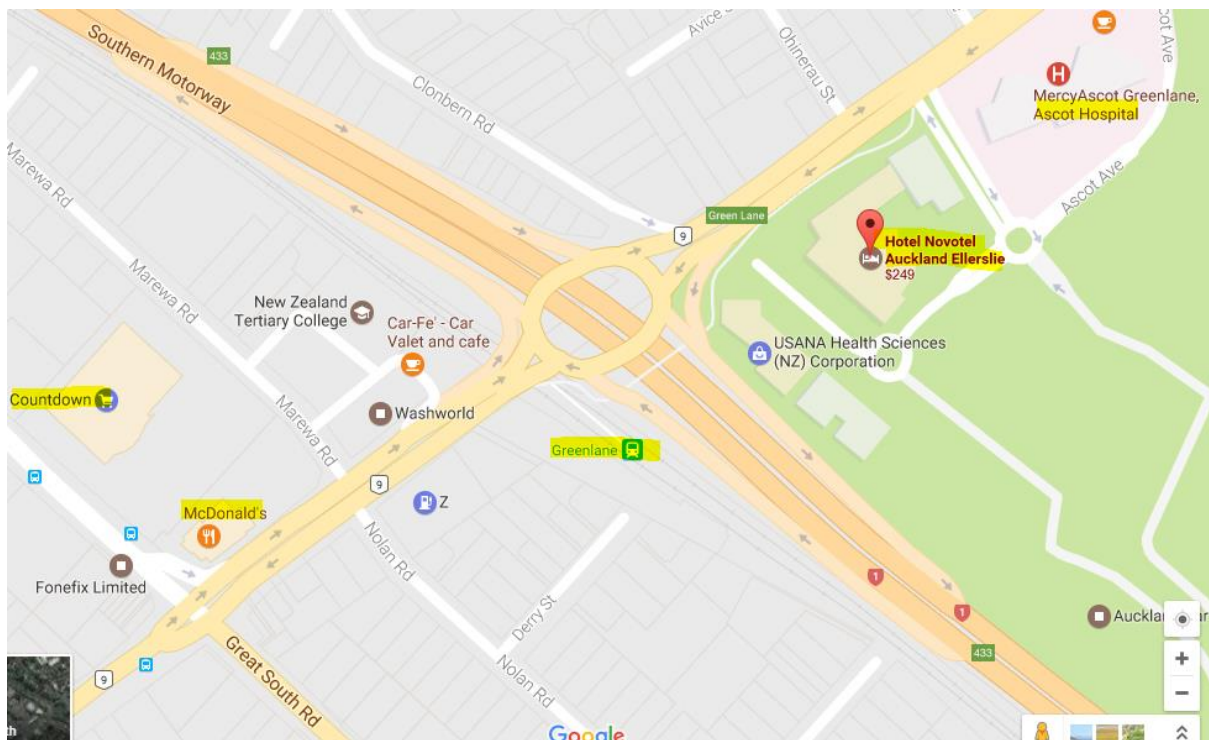 Southern Motorway
433
Clonbern Rd
Avice S
Ohinerau St
Ascot Ave
MercyAscot Greenlane,
Ascot Hospital
Marewa Rd
Green Lane
9
Ascot Ave
Hotel Novotel
Auckland Ellerslie
$249
Marewa Rd
New Zealand
Tertiary College
Car-Fe' - Car
Valet and cafe
USANA Health Sciences
(NZ) Corporation
Countdown
Marewa Rd
Washworld
Greenlane
9
Z
McDonald's
Nolan Rd
Fonefix Limited
1
1
Derry St
Auckla
433
Great South Rd
Nolan Rd
9
th
Google